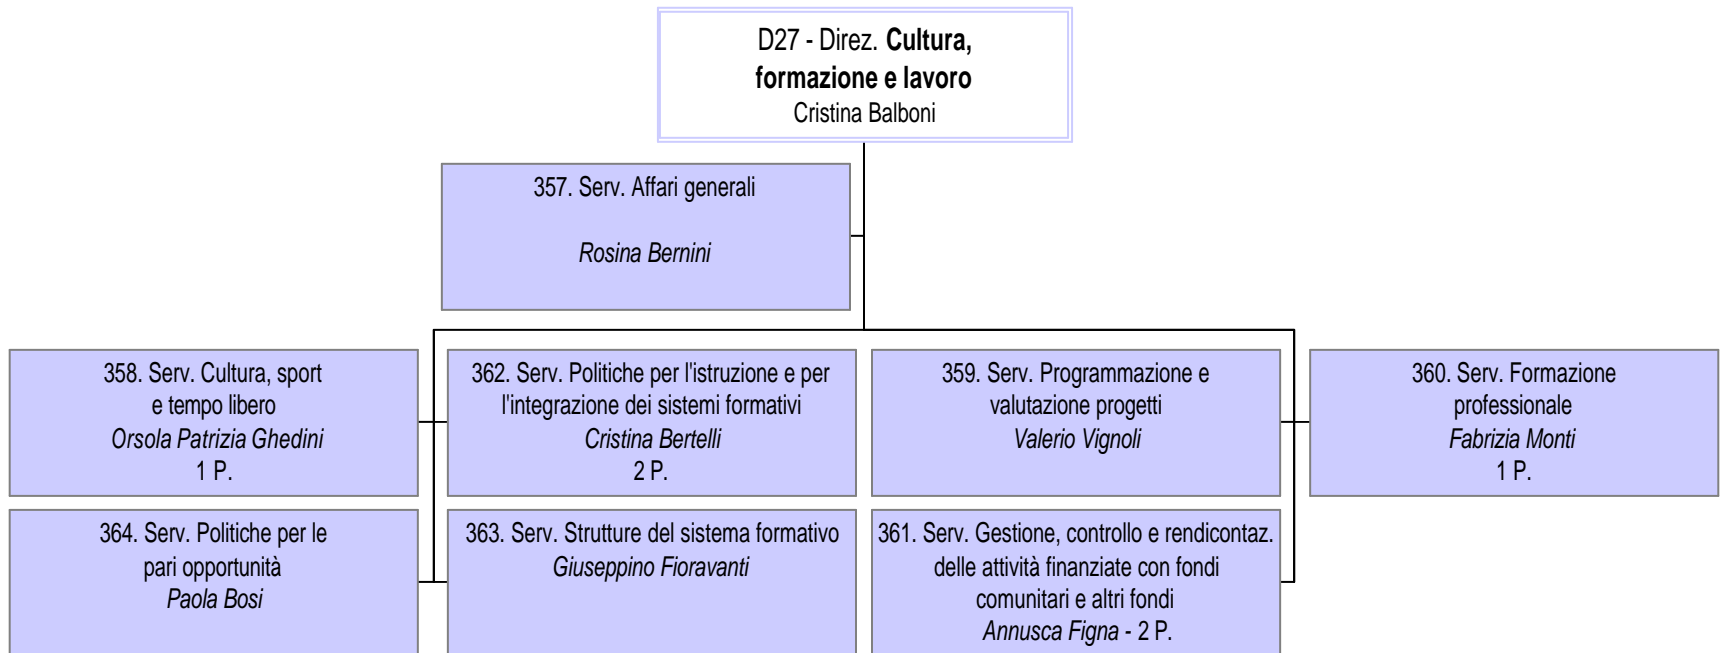 D27 - Direz. Cultura,
formazione e lavoro
Cristina Balboni
357. Serv. Affari generali
Rosina Bernini
358. Serv. Cultura, sport
e tempo libero
Orsola Patrizia Ghedini
1 P.
362. Serv. Politiche per l'istruzione e per
l'integrazione dei sistemi formativi
Cristina Bertelli
2 P.
359. Serv. Programmazione e
valutazione progetti
Valerio Vignoli
360. Serv. Formazione
professionale
Fabrizia Monti
1 P.
364. Serv. Politiche per le
pari opportunità
Paola Bosi
363. Serv. Strutture del sistema formativo
Giuseppino Fioravanti
361. Serv. Gestione, controllo e rendicontaz.
delle attività finanziate con fondi
comunitari e altri fondi
Annusca Figna - 2 P.